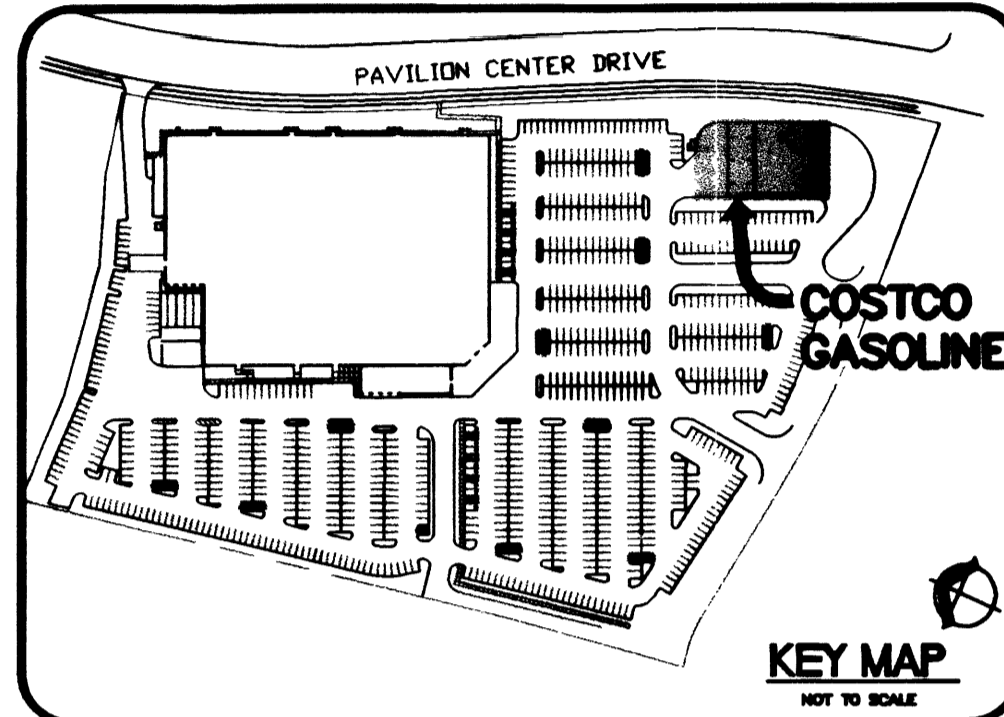 PAVILION CENTER DRIVE
COSTCO
GASOLINE
KEY MAP
NOT TO SCALE